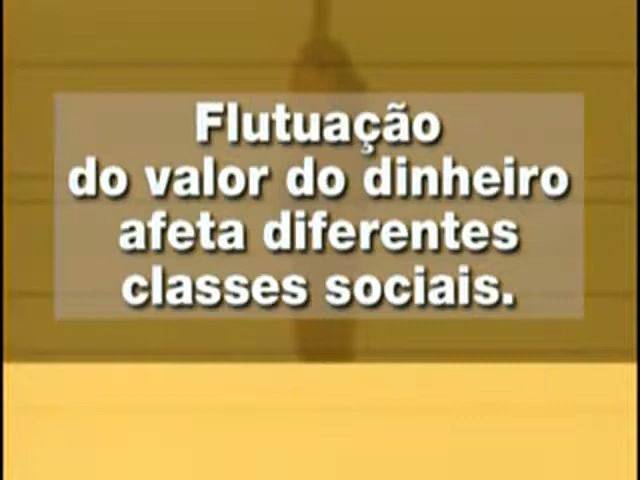 Flutuação
do valor do dinheiro
afeta diferentes
classes sociais.